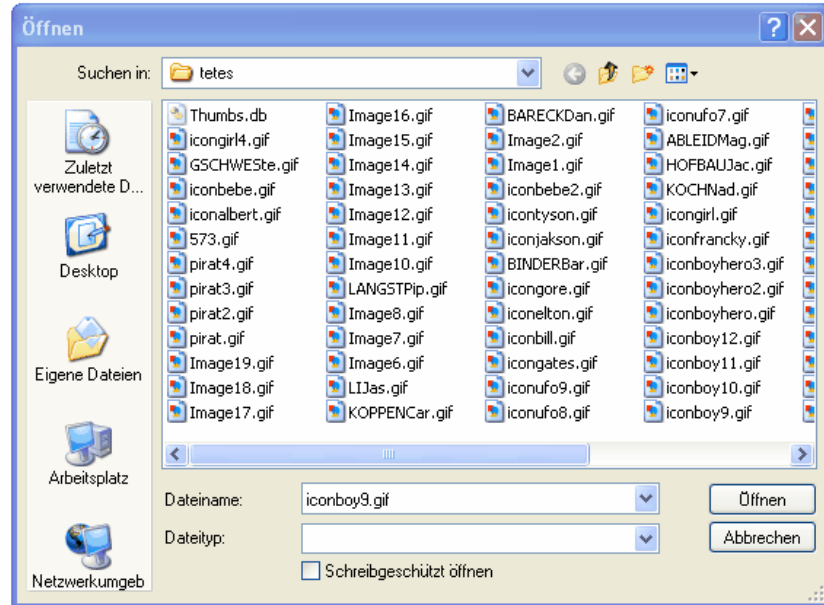 Öffnen
Suchen in:
tetes
Zuletzt
verwendete D...
Desktop
Eigene Dateien
Arbeitsplatz
Netzwerkumgeb
Thumbs.db
icongirl4.gif
GSCHWESte.gif
iconbebe.gif
iconalbert.gif
573.gif
pirat4.gif
pirat3.gif
pirat2.gif
pirat.gif
Image19.gif
Image18.gif
Image17.gif
Image16.gif
Image15.gif
Image14.gif
Image13.gif
Image12.gif
Image11.gif
Image10.gif
LANGSTPip.gif
Image8.gif
Image7.gif
Image6.gif
LIJas.gif
KOPPENCar.gif
BARECKDan.gif
Image2.gif
Image1.gif
iconbebe2.gif
icontyson.gif
iconjakson.gif
BINDERBar.gif
icongore.gif
iconelton.gif
iconbill.gif
icongates.gif
iconufo9.gif
iconufo8.gif
iconufo7.gif
ABLEIDMag.gif
HOFBAUJac.gif
KOCHNad.gif
icongirl.gif
iconfrancky.gif
iconboyhero3.gif
iconboyhero2.gif
iconboyhero.gif
iconboy12.gif
iconboy11.gif
iconboy10.gif
iconboy9.gif
Dateiname:
iconboy9.gif
Öffnen
Dateityp:
Abbrechen
Schreibgeschützt öffnen